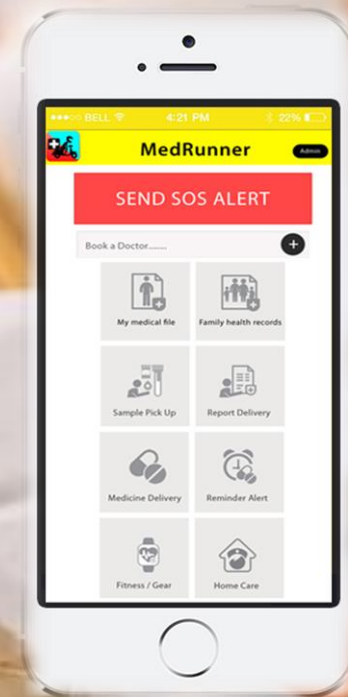 BELL 4:21 PM 22%
MedRunner Admin
SEND SOS ALERT
Book a Doctor........
My medical file Family health records
Sample Pick Up Report Delivery
Medicine Delivery Reminder Alert
Fitness / Gear Home Care